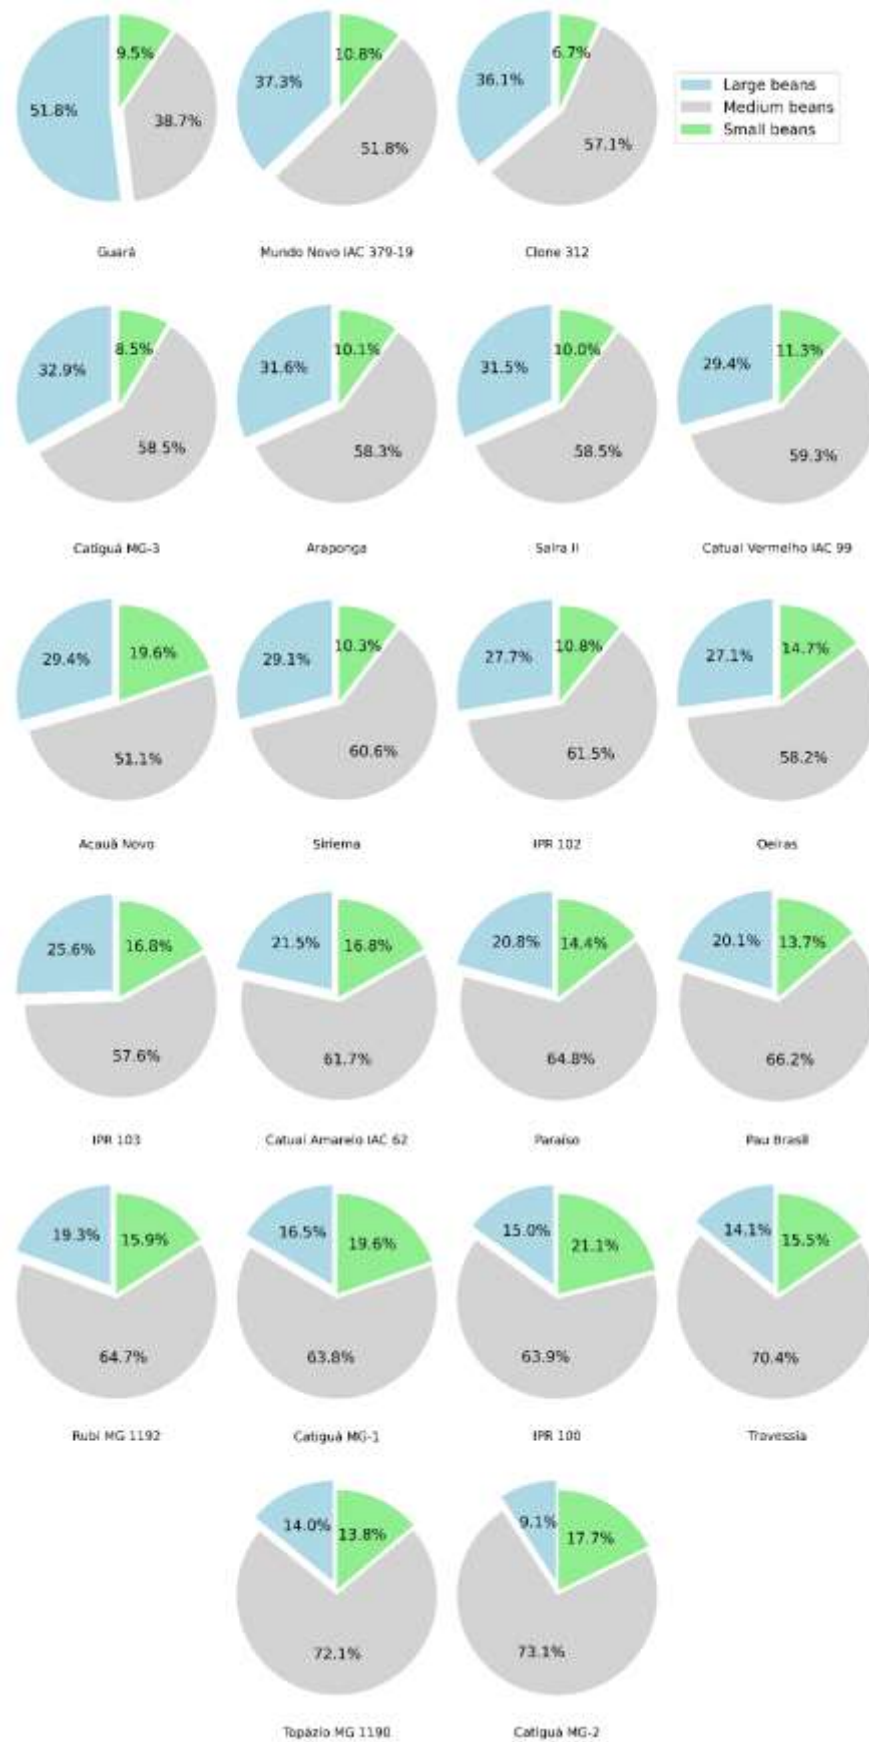 9.5%
51.8%
38.7%
Guará
10.8%
37.3%
51.8%
Mundo Novo IAC 379-19
6.7%
36.1%
57.1%
Clone 312
Large beans
Medium beans
Small beans
8.5%
32.9%
58.5%
Catiguá MG-3
10.1%
31.6%
58.3%
Araponga
10.0%
31.5%
58.5%
Saíra II
11.3%
29.4%
59.3%
Catuaí Vermelho IAC 99
19.6%
29.4%
51.1%
Acauã Novo
10.3%
29.1%
60.6%
Siriema
10.8%
27.7%
61.5%
IPR 102
14.7%
27.1%
58.2%
Oeiras
16.8%
25.6%
57.6%
IPR 103
16.8%
21.5%
61.7%
Catuaí Amarelo IAC 62
14.4%
20.8%
64.8%
Paraíso
13.7%
20.1%
66.2%
Pau Brasil
19.3%
15.9%
64.7%
Rubi MG 1192
16.5%
19.6%
63.8%
Catiguá MG-1
15.0%
21.1%
63.9%
IPR 100
14.1%
15.5%
70.4%
Travessia
14.0%
13.8%
72.1%
Topázio MG 1190
9.1%
17.7%
73.1%
Catiguá MG-2